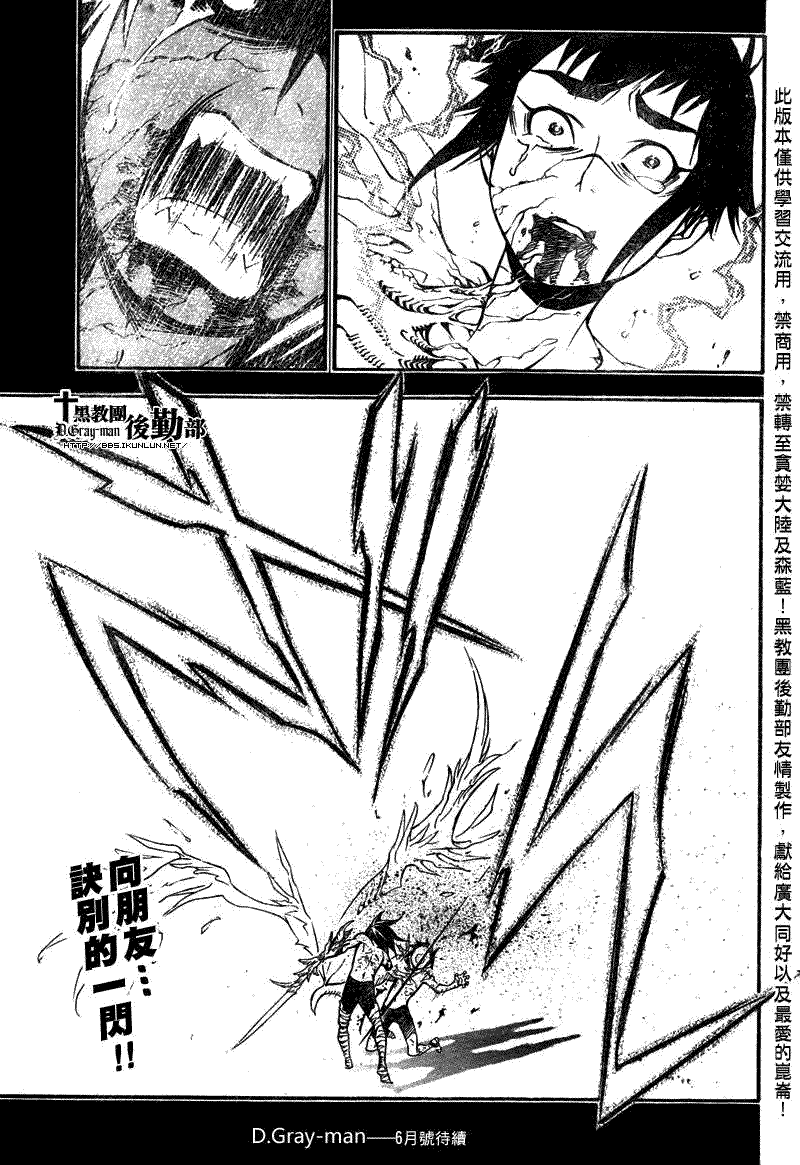 此版本僅供學習交流用，禁商用，禁轉至貪婪大陸及森藍！黑教團後勤部友情製作，獻給廣大同好以及最愛的崑崙！
黑教團
D.Gray-man
後勤部
HTTP://BBS.IKUNLUN.NET/
向朋友…
訣別的一閃!!
D.Gray-man——6月號待續